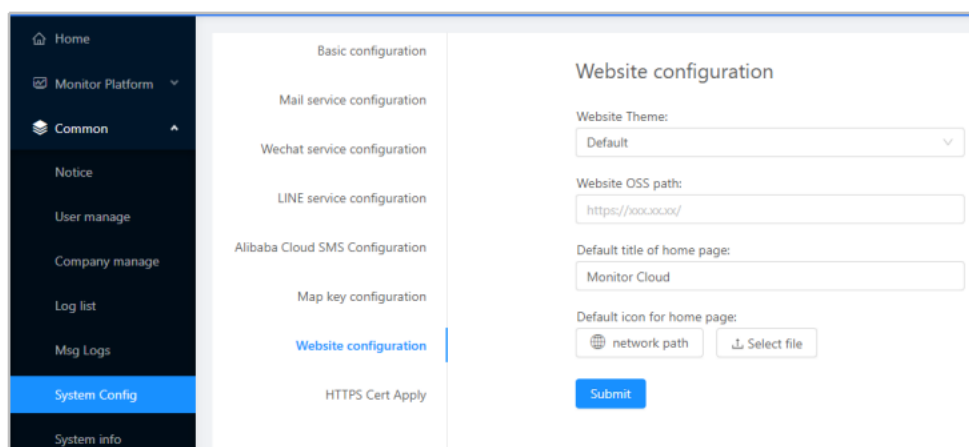 Home
Monitor Platform
Common
Notice
User manage
Company manage
Log list
Msg Logs
System Config
System info
Basic configuration
Mail service configuration
Wechat service configuration
LINE service configuration
Alibaba Cloud SMS Configuration
Map key configuration
Website configuration
HTTPS Cert Apply
Website configuration
Website Theme:
Default
Website OSS path:
https://xxx.xx.xx/
Default title of home page:
Monitor Cloud
Default icon for home page:
network path
Select file
Submit